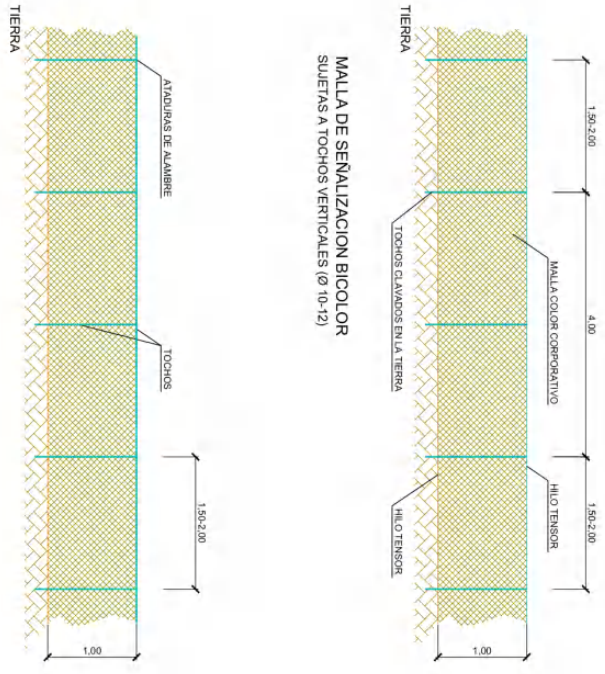 1,50-2,00
4,00
1,50-2,00
MALLA COLOR CORPORATIVO
HILO TENSOR
TOCHOS CLAVADOS EN LA TIERRA
HILO TENSOR
1,00
TIERRA
MALLA DE SEÑALIZACION BICOLOR
SUJETAS A TOCHOS VERTICALES (Ø 10-12)
1,50-2,00
ATADURAS DE ALAMBRE
TOCHOS
1,00
TIERRA